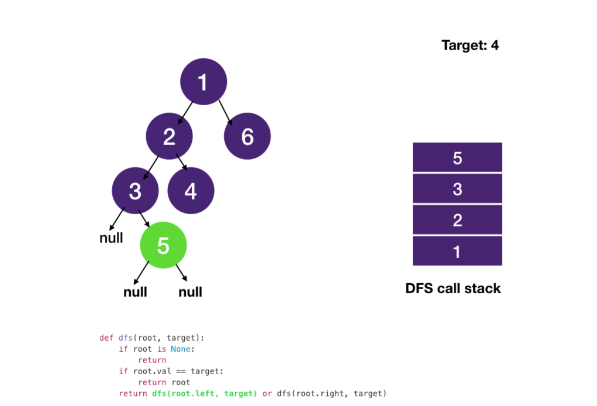 Target: 4
1
2
6
3
4
null
5
null
null
5
3
2
1
DFS call stack
def dfs(root, target):
    if root is None:
        return
    if root.val == target:
        return root
    return dfs(root.left, target) or dfs(root.right, target)